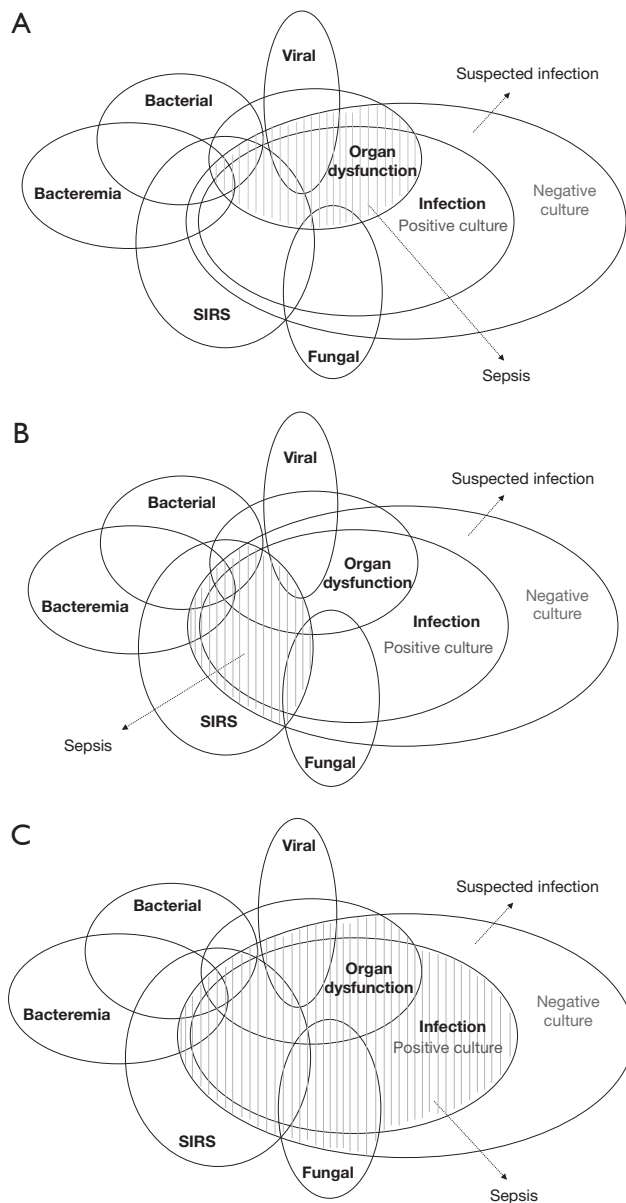 A
Viral
Suspected infection
Bacterial
Organ
dysfunction
Bacteremia
Infection
Negative
culture
Positive culture
SIRS
Fungal
Sepsis
B
Viral
Suspected infection
Bacterial
Organ
dysfunction
Bacteremia
Infection
Negative
culture
Positive culture
SIRS
Sepsis
Fungal
C
Viral
Suspected infection
Bacterial
Organ
dysfunction
Bacteremia
Infection
Negative
culture
Positive culture
SIRS
Fungal
Sepsis